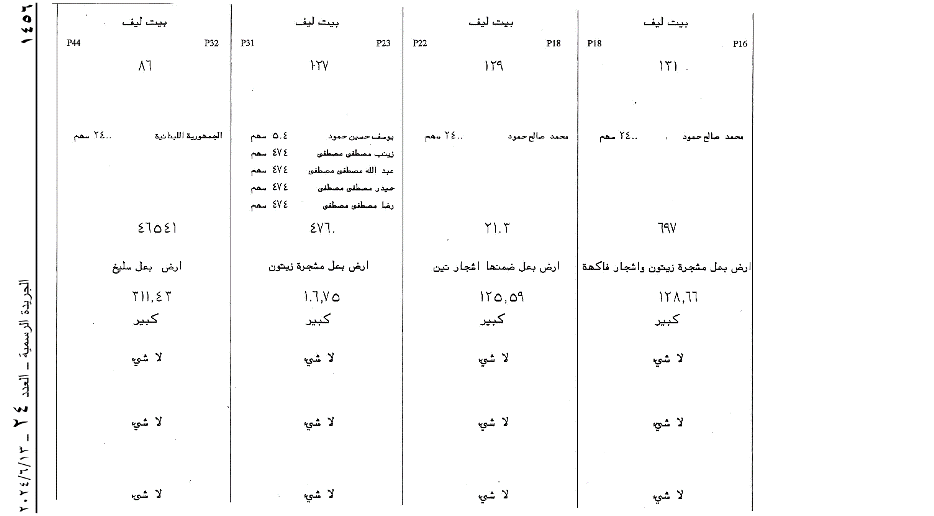 ١٤٥٦
الجريدة الرسمية ـ العدد ٢٤ ـ ٢٠٢٤/٦/١٣
بيت ليف
P16 P18
١٣١
محمد صالح حمود ٢٤٠٠ سهم
٦٩٧
ارض بعل مشجرة زيتون واشجار فاكهة
١٢٨,٦٦
كبير
لا شيء
لا شيء
لا شيء
بيت ليف
P18 P22
١٢٩
محمد صالح حمود ٢٤٠٠ سهم
٢١٠٣
ارض بعل ضمنها اشجار تين
١٢٥,٥٩
كبير
لا شيء
لا شيء
لا شيء
بيت ليف
P23 P31
١٢٧
يوسف حسين حمود ٥٠٤ سهم
زينب مصطفى مصطفى ٤٧٤ سهم
عبد الله مصطفى مصطفى ٤٧٤ سهم
حيدر مصطفى مصطفى ٤٧٤ سهم
رضا مصطفى مصطفى ٤٧٤ سهم
٤٧٦٠
ارض بعل مشجرة زيتون
١٠٦,٧٥
كبير
لا شيء
لا شيء
لا شيء
بيت ليف
P32 P44
٨٦
الجمهورية اللبنانية ٢٤٠٠ سهم
٤٦٥٤١
ارض بعل سليخ
٣١١,٤٣
كبير
لا شيء
لا شيء
لا شيء